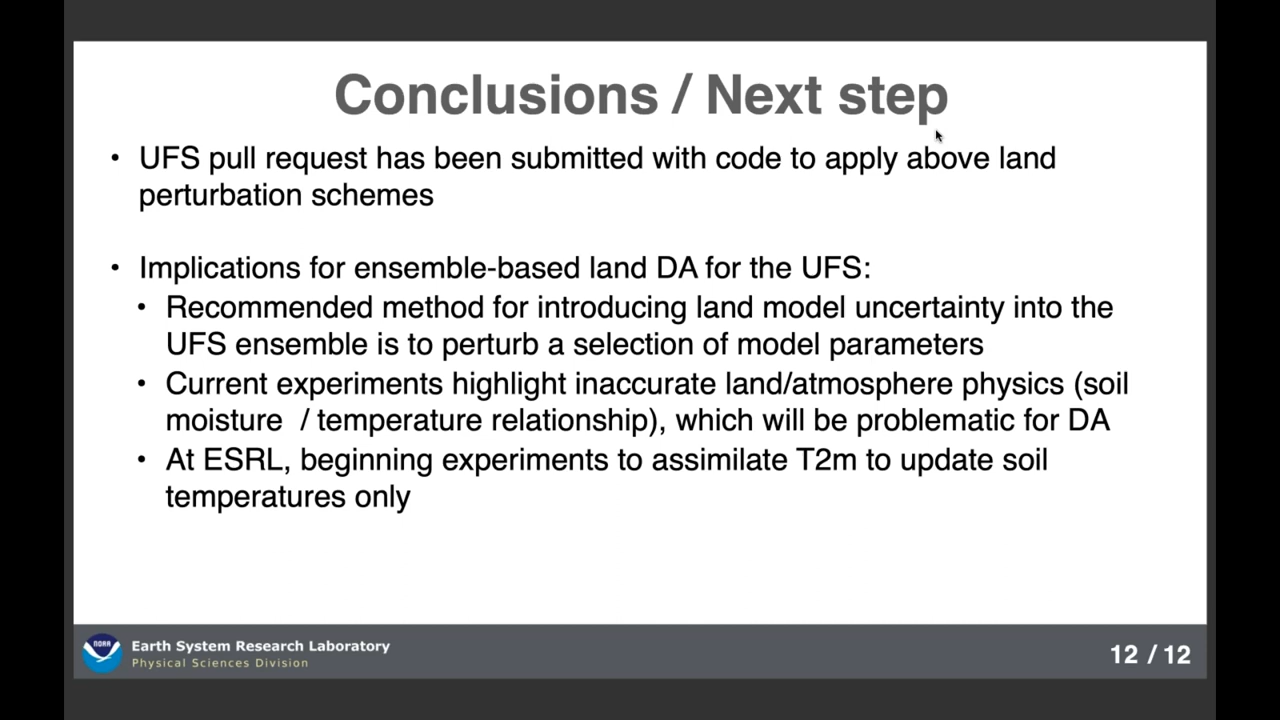 Conclusions / Next step
• UFS pull request has been submitted with code to apply above land
perturbation schemes
• Implications for ensemble-based land DA for the UFS:
• Recommended method for introducing land model uncertainty into the
UFS ensemble is to perturb a selection of model parameters
• Current experiments highlight inaccurate land/atmosphere physics (soil
moisture / temperature relationship), which will be problematic for DA
• At ESRL, beginning experiments to assimilate T2m to update soil
temperatures only
NOAA
Earth System Research Laboratory
Physical Sciences Division
12 / 12